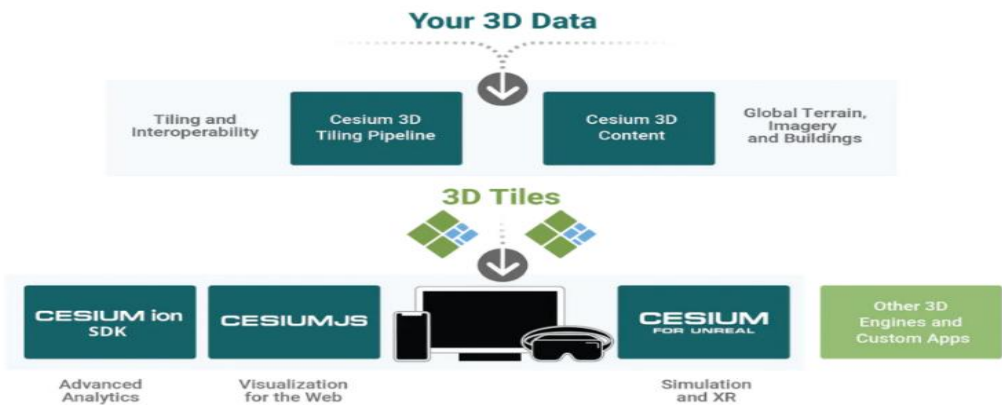 Your 3D Data
Tiling and
Interoperability
Cesium 3D
Tiling Pipeline
Cesium 3D
Content
Global Terrain,
Imagery
and Buildings
3D Tiles
CESIUM ion
SDK
CESIUMJS
CESIUM
FOR UNREAL
Other 3D
Engines and
Custom Apps
Advanced
Analytics
Visualization
for the Web
Simulation
and XR